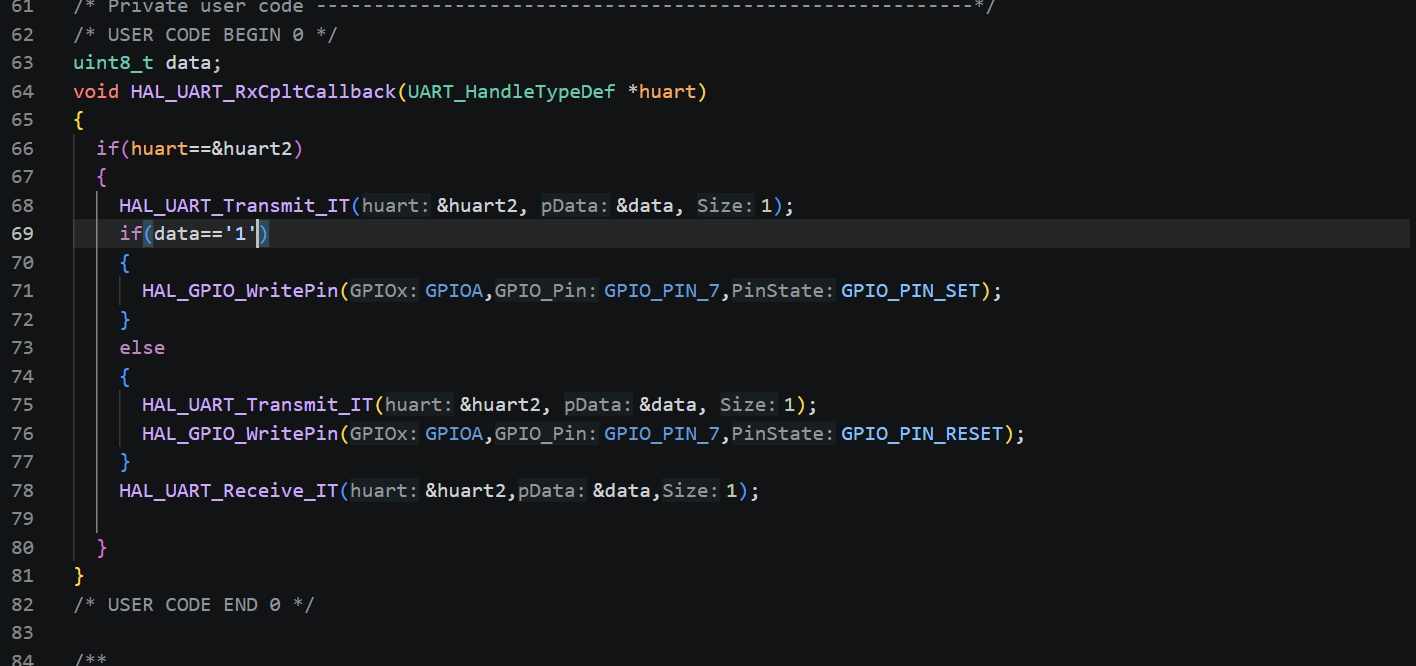 61 /* Private user code ---------------------------------------------------------*/
62 /* USER CODE BEGIN 0 */
63 uint8_t data;
64 void HAL_UART_RxCpltCallback(UART_HandleTypeDef *huart)
65 {
66   if(huart==&huart2)
67   {
68     HAL_UART_Transmit_IT(huart: &huart2, pData: &data, Size: 1);
69     if(data=='1')
70     {
71       HAL_GPIO_WritePin(GPIOx: GPIOA,GPIO_Pin: GPIO_PIN_7,PinState: GPIO_PIN_SET);
72     }
73     else
74     {
75       HAL_UART_Transmit_IT(huart: &huart2, pData: &data, Size: 1);
76       HAL_GPIO_WritePin(GPIOx: GPIOA,GPIO_Pin: GPIO_PIN_7,PinState: GPIO_PIN_RESET);
77     }
78     HAL_UART_Receive_IT(huart: &huart2,pData: &data,Size: 1);
79
80   }
81 }
82 /* USER CODE END 0 */
83
84 /**